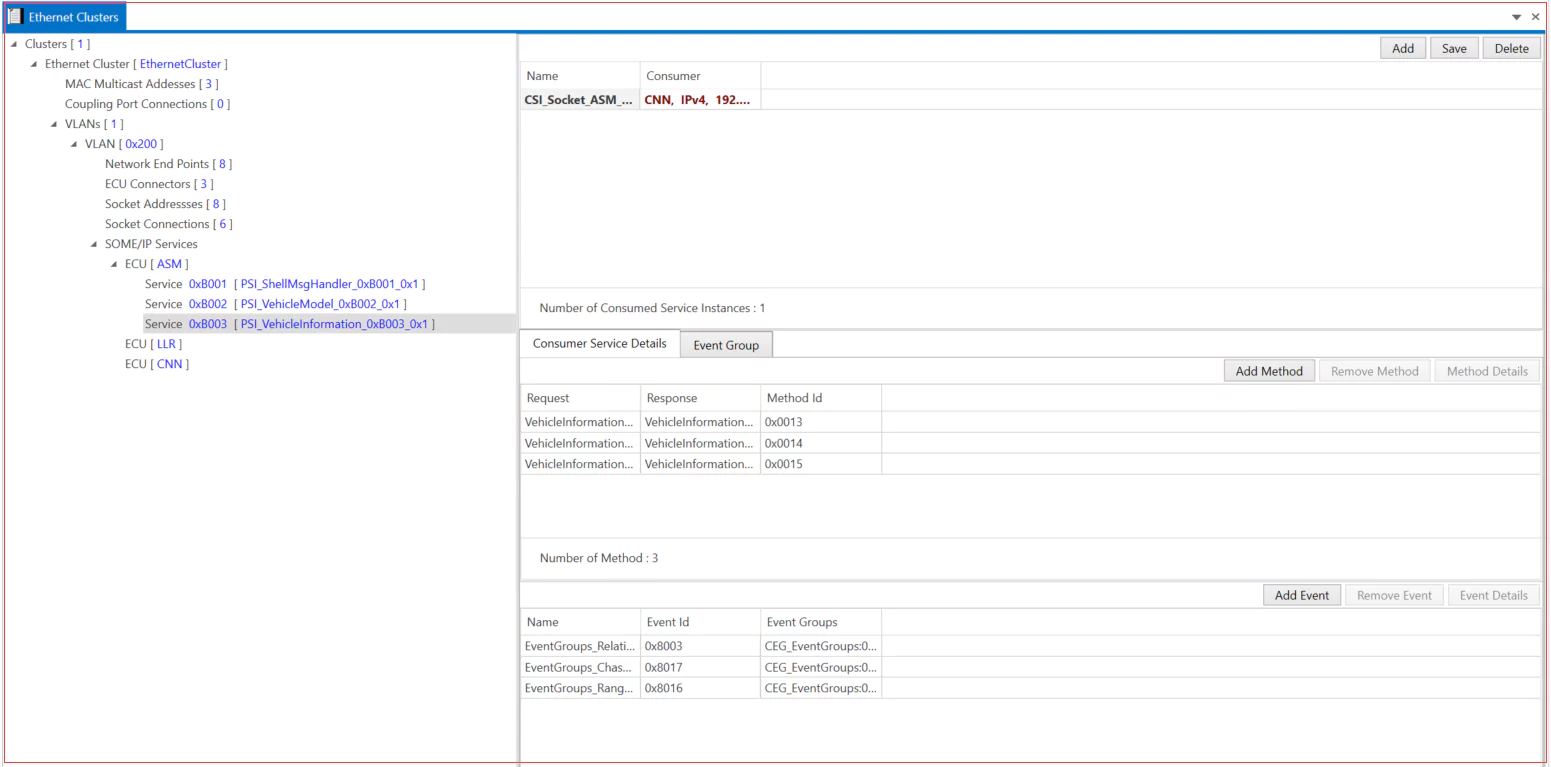 Ethernet Clusters
Clusters [ 1 ]
Ethernet Cluster [ EthernetCluster ]
MAC Multicast Addesses [ 3 ]
Coupling Port Connections [ 0 ]
VLANs [ 1 ]
VLAN [ 0x200 ]
Network End Points [ 8 ]
ECU Connectors [ 3 ]
Socket Addressses [ 8 ]
Socket Connections [ 6 ]
SOME/IP Services
ECU [ ASM ]
Service 0xB001 [ PSI_ShellMsgHandler_0xB001_0x1 ]
Service 0xB002 [ PSI_VehicleModel_0xB002_0x1 ]
Service 0xB003 [ PSI_VehicleInformation_0xB003_0x1 ]
ECU [ LLR ]
ECU [ CNN ]
Add Save Delete
Name Consumer
CSI_Socket_ASM_... CNN, IPv4, 192....
Number of Consumed Service Instances : 1
Consumer Service Details Event Group
Add Method Remove Method Method Details
Request Response Method Id
VehicleInformation... VehicleInformation... 0x0013
VehicleInformation... VehicleInformation... 0x0014
VehicleInformation... VehicleInformation... 0x0015
Number of Method : 3
Add Event Remove Event Event Details
Name Event Id Event Groups
EventGroups_Relati... 0x8003 CEG_EventGroups:0...
EventGroups_Chas... 0x8017 CEG_EventGroups:0...
EventGroups_Rang... 0x8016 CEG_EventGroups:0...